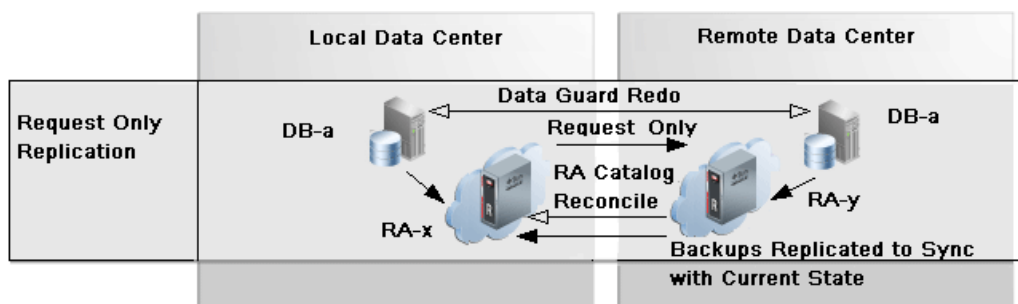 Local Data Center
Remote Data Center
Request Only
Replication
Data Guard Redo
DB-a
DB-a
Request Only
RA Catalog
Reconcile
RA-x
RA-y
Backups Replicated to Sync
with Current State
R
R